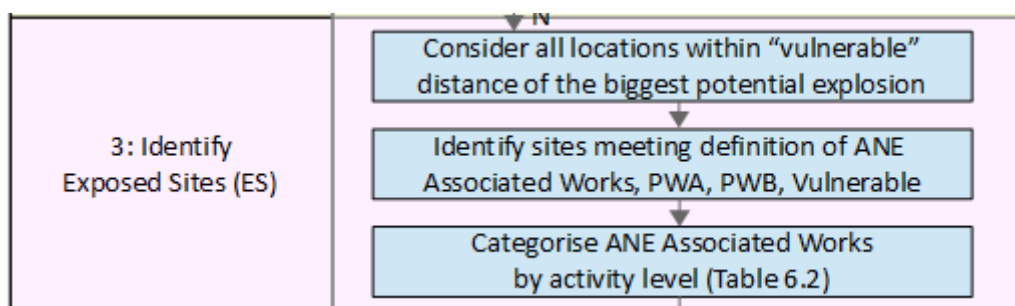 N
Consider all locations within “vulnerable”
distance of the biggest potential explosion
3: Identify
Exposed Sites (ES)
Identify sites meeting definition of ANE
Associated Works, PWA, PWB, Vulnerable
Categorise ANE Associated Works
by activity level (Table 6.2)